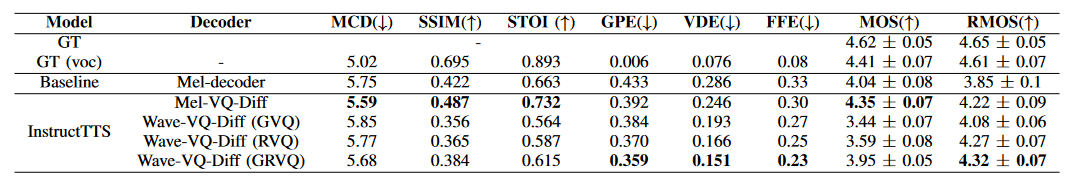 Model Decoder MCD(↓) SSIM(↑) STOI (↑) GPE(↓) VDE(↓) FFE(↓) MOS(↑) RMOS(↑)
GT - 4.62 ± 0.05 4.65 ± 0.05
GT (voc) - 5.02 0.695 0.893 0.006 0.076 0.08 4.41 ± 0.07 4.61 ± 0.07
Baseline Mel-decoder 5.75 0.422 0.663 0.433 0.286 0.33 4.04 ± 0.08 3.85 ± 0.1
InstructTTS Mel-VQ-Diff 5.59 0.487 0.732 0.392 0.246 0.30 4.35 ± 0.07 4.22 ± 0.09
Wave-VQ-Diff (GVQ) 5.85 0.356 0.564 0.384 0.193 0.27 3.44 ± 0.07 4.08 ± 0.06
Wave-VQ-Diff (RVQ) 5.77 0.365 0.587 0.370 0.166 0.25 3.59 ± 0.08 4.27 ± 0.07
Wave-VQ-Diff (GRVQ) 5.68 0.384 0.615 0.359 0.151 0.23 3.95 ± 0.05 4.32 ± 0.07